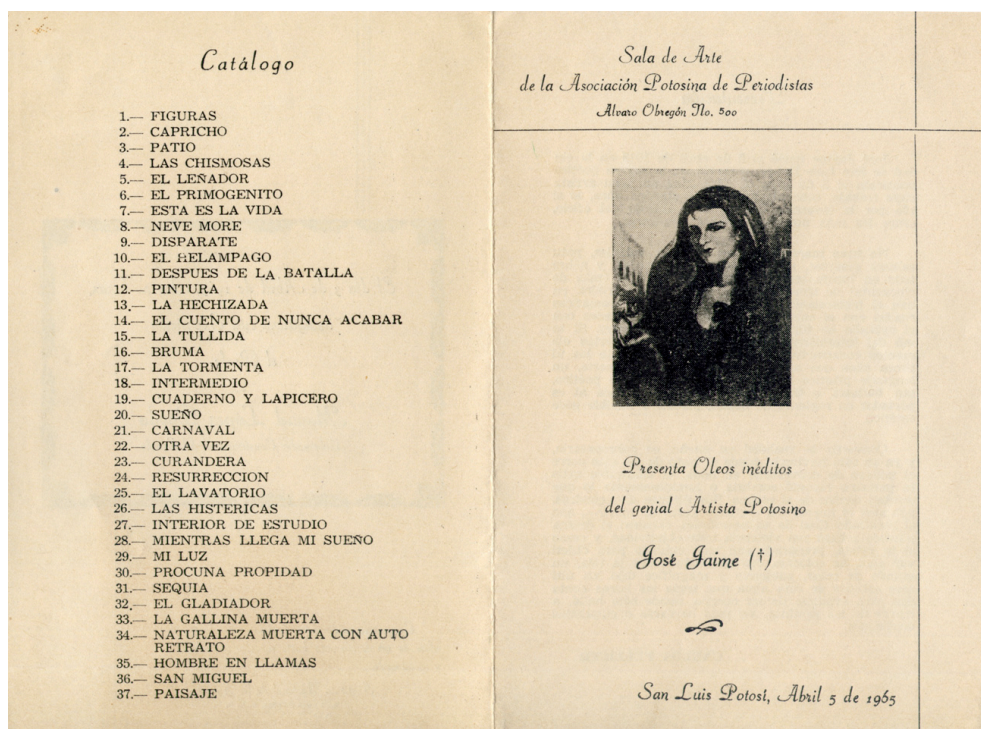 Catálogo
1.— FIGURAS
2.— CAPRICHO
3.— PATIO
4.— LAS CHISMOSAS
5.— EL LEÑADOR
6.— EL PRIMOGENITO
7.— ESTA ES LA VIDA
8.— NEVE MORE
9.— DISPARATE
10.— EL RELAMPAGO
11.— DESPUES DE LA BATALLA
12.— PINTURA
13.— LA HECHIZADA
14.— EL CUENTO DE NUNCA ACABAR
15.— LA TULLIDA
16.— BRUMA
17.— LA TORMENTA
18.— INTERMEDIO
19.— CUADERNO Y LAPICERO
20.— SUEÑO
21.— CARNAVAL
22.— OTRA VEZ
23.— CURANDERA
24.— RESURRECCION
25.— EL LAVATORIO
26.— LAS HISTERICAS
27.— INTERIOR DE ESTUDIO
28.— MIENTRAS LLEGA MI SUEÑO
29.— MI LUZ
30.— PROCUNA PROPIDAD
31.— SEQUIA
32.— EL GLADIADOR
33.— LA GALLINA MUERTA
34.— NATURALEZA MUERTA CON AUTO
RETRATO
35.— HOMBRE EN LLAMAS
36.— SAN MIGUEL
37.— PAISAJE
Sala de Arte
de la Asociación Potosina de Periodistas
Alvaro Obregón No. 500
Presenta Oleos inéditos
del genial Artista Potosino
José Jaime (†)
San Luis Potosí, Abril 5 de 1965